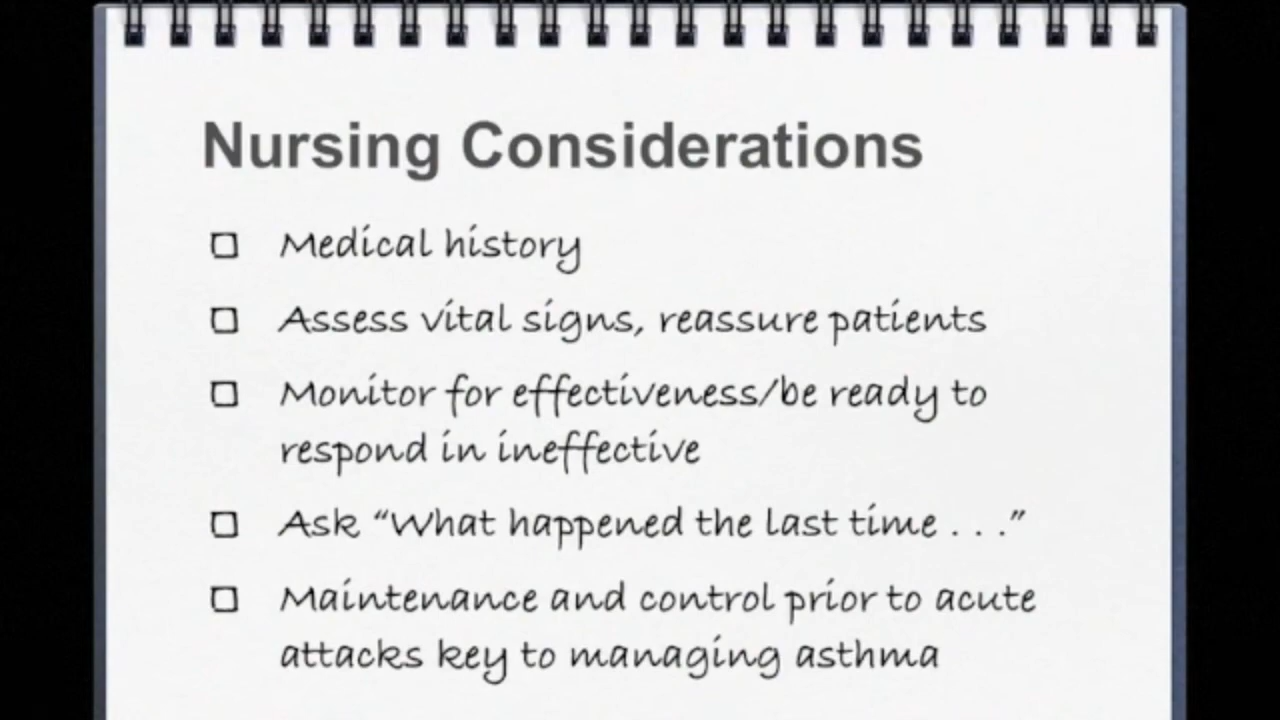 Nursing Considerations
Medical history
Assess vital signs, reassure patients
Monitor for effectiveness/be ready to
respond in ineffective
Ask “What happened the last time . . .”
Maintenance and control prior to acute
attacks key to managing asthma